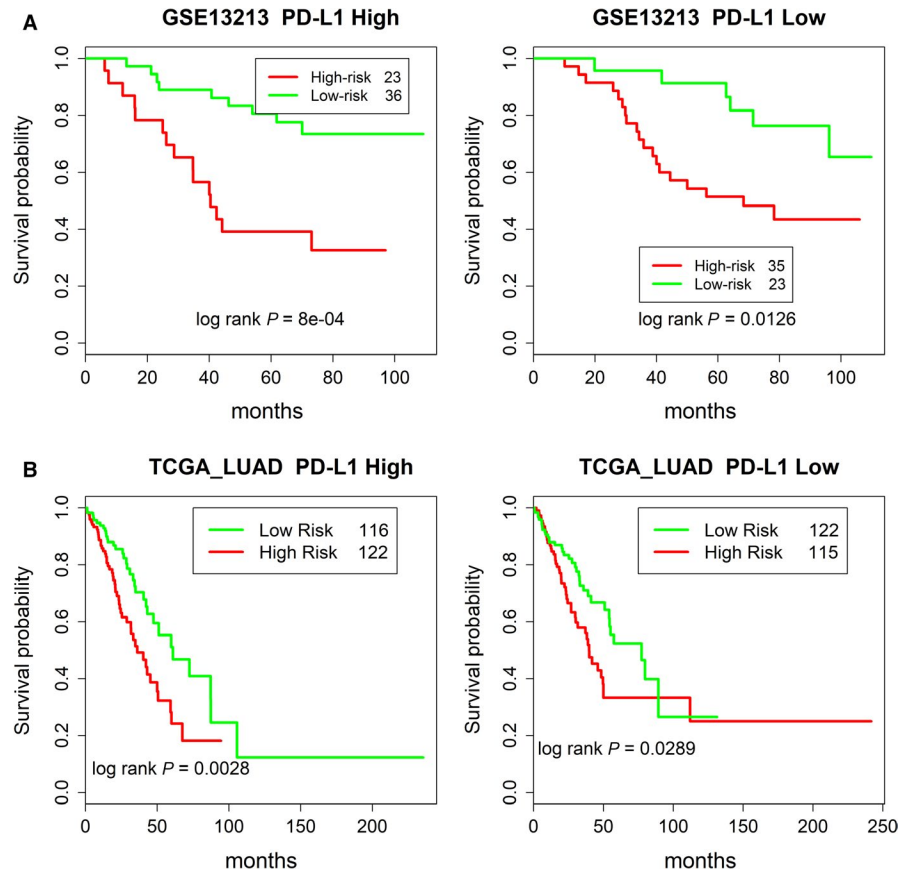 A
GSE13213 PD-L1 High
High-risk 23
Low-risk 36
Survival probability
1.0
0.8
0.6
0.4
0.2
0.0
log rank P = 8e-04
0 20 40 60 80 100
months
GSE13213 PD-L1 Low
High-risk 35
Low-risk 23
Survival probability
1.0
0.8
0.6
0.4
0.2
0.0
log rank P = 0.0126
0 20 40 60 80 100
months
B
TCGA_LUAD PD-L1 High
Low Risk 116
High Risk 122
Survival probability
1.0
0.8
0.6
0.4
0.2
0.0
log rank P = 0.0028
0 50 100 150 200
months
TCGA_LUAD PD-L1 Low
Low Risk 122
High Risk 115
Survival probability
1.0
0.8
0.6
0.4
0.2
0.0
log rank P = 0.0289
0 50 100 150 200 250
months